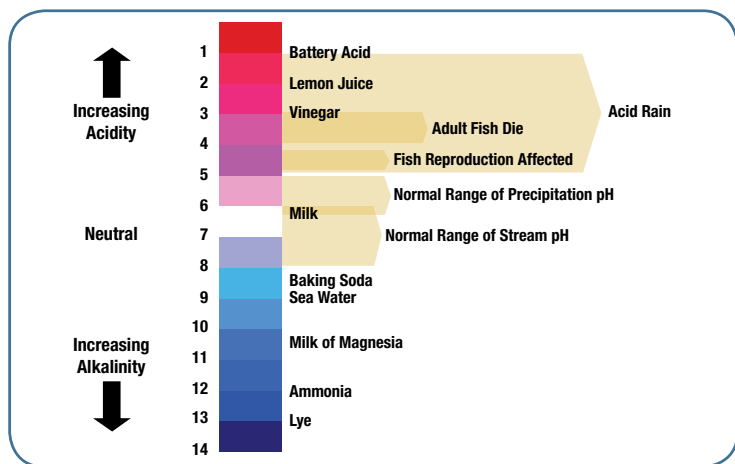 1
2
3
4
5
6
7
8
9
10
11
12
13
14
Increasing
Acidity
Neutral
Increasing
Alkalinity
Battery Acid
Lemon Juice
Vinegar
Milk
Baking Soda
Sea Water
Milk of Magnesia
Ammonia
Lye
Acid Rain
Adult Fish Die
Fish Reproduction Affected
Normal Range of Precipitation pH
Normal Range of Stream pH